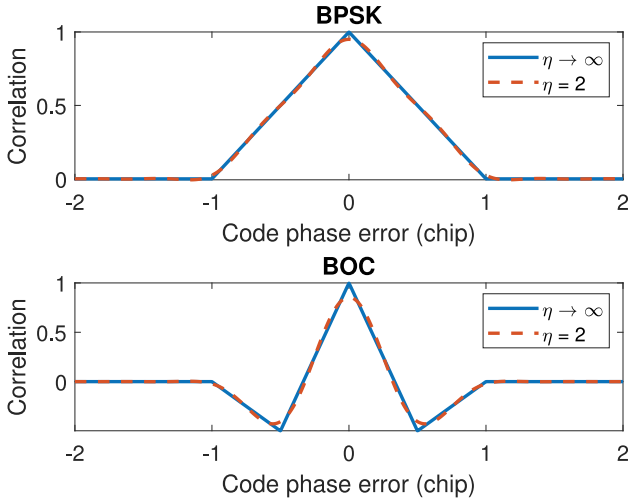 BPSK
Correlation
1
0.5
0
-2 -1 0 1 2
Code phase error (chip)
η → ∞
η = 2
BOC
Correlation
1
0.5
0
-2 -1 0 1 2
Code phase error (chip)
η → ∞
η = 2